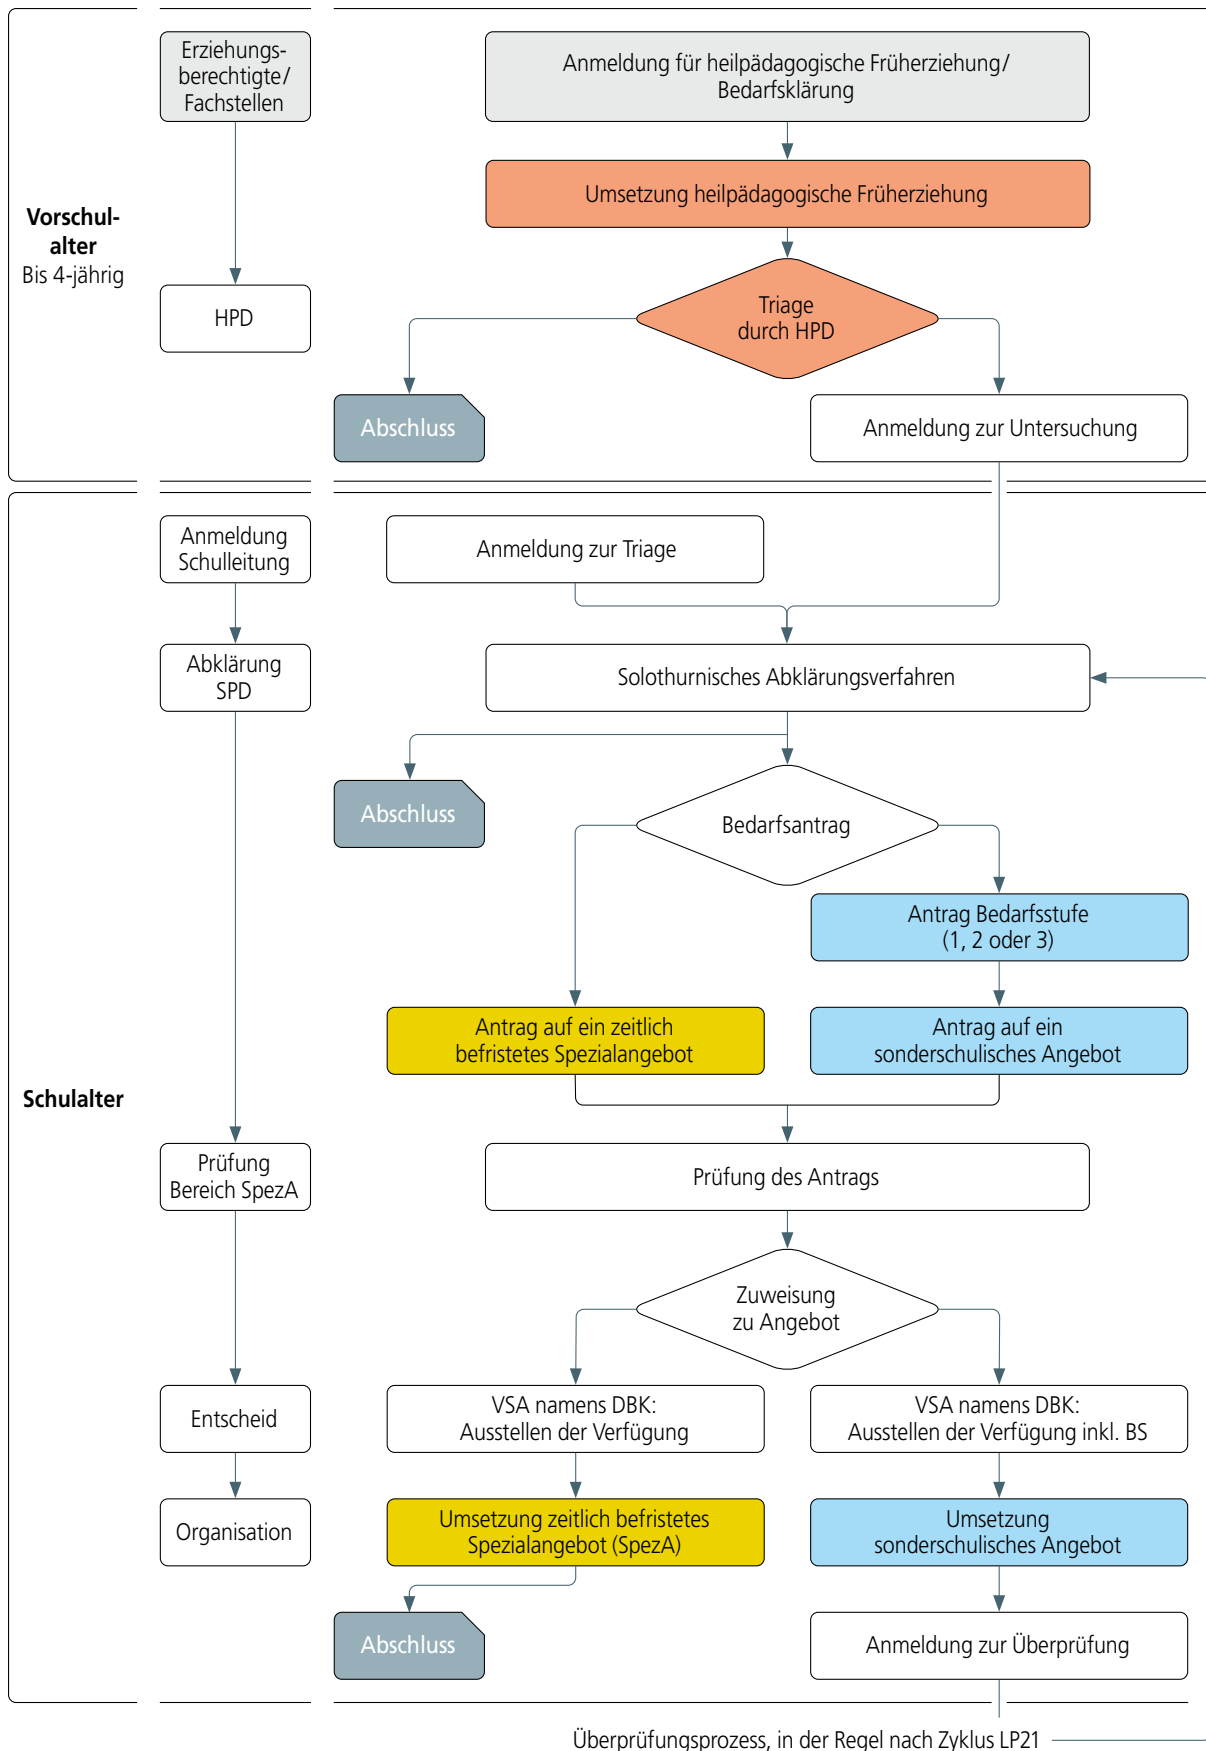 Erziehungs-
berechtigte/
Fachstellen
Anmeldung für heilpädagogische Früherziehung/
Bedarfsklärung
Umsetzung heilpädagogische Früherziehung
Vorschul-
alter
Bis 4-jährig
HPD
Triage
durch HPD
Abschluss
Anmeldung zur Untersuchung
Anmeldung
Schulleitung
Anmeldung zur Triage
Abklärung
SPD
Solothurnisches Abklärungsverfahren
Abschluss
Bedarfsantrag
Antrag Bedarfsstufe
(1, 2 oder 3)
Antrag auf ein zeitlich
befristetes Spezialangebot
Antrag auf ein
sonderschulisches Angebot
Schulalter
Prüfung
Bereich SpezA
Prüfung des Antrags
Zuweisung
zu Angebot
Entscheid
VSA namens DBK:
Ausstellen der Verfügung
VSA namens DBK:
Ausstellen der Verfügung inkl. BS
Organisation
Umsetzung zeitlich befristetes
Spezialangebot (SpezA)
Umsetzung
sonderschulisches Angebot
Abschluss
Anmeldung zur Überprüfung
Überprüfungsprozess, in der Regel nach Zyklus LP21